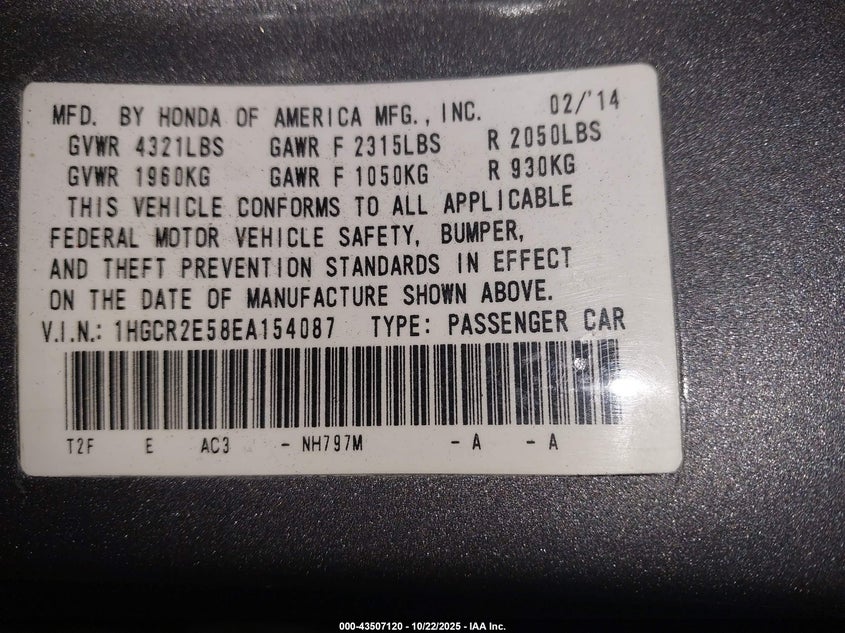 MFD. BY HONDA OF AMERICA MFG., INC. 02/'14
GVWR 4321LBS GAWR F 2315LBS R 2050LBS
GVWR 1960KG GAWR F 1050KG R 930KG
THIS VEHICLE CONFORMS TO ALL APPLICABLE
FEDERAL MOTOR VEHICLE SAFETY, BUMPER,
AND THEFT PREVENTION STANDARDS IN EFFECT
ON THE DATE OF MANUFACTURE SHOWN ABOVE.
V.I.N.: 1HGCR2E58EA154087 TYPE: PASSENGER CAR
T2F E AC3 - NH797M - A - A
000-43507120 - 10/22/2025 - IAA Inc.